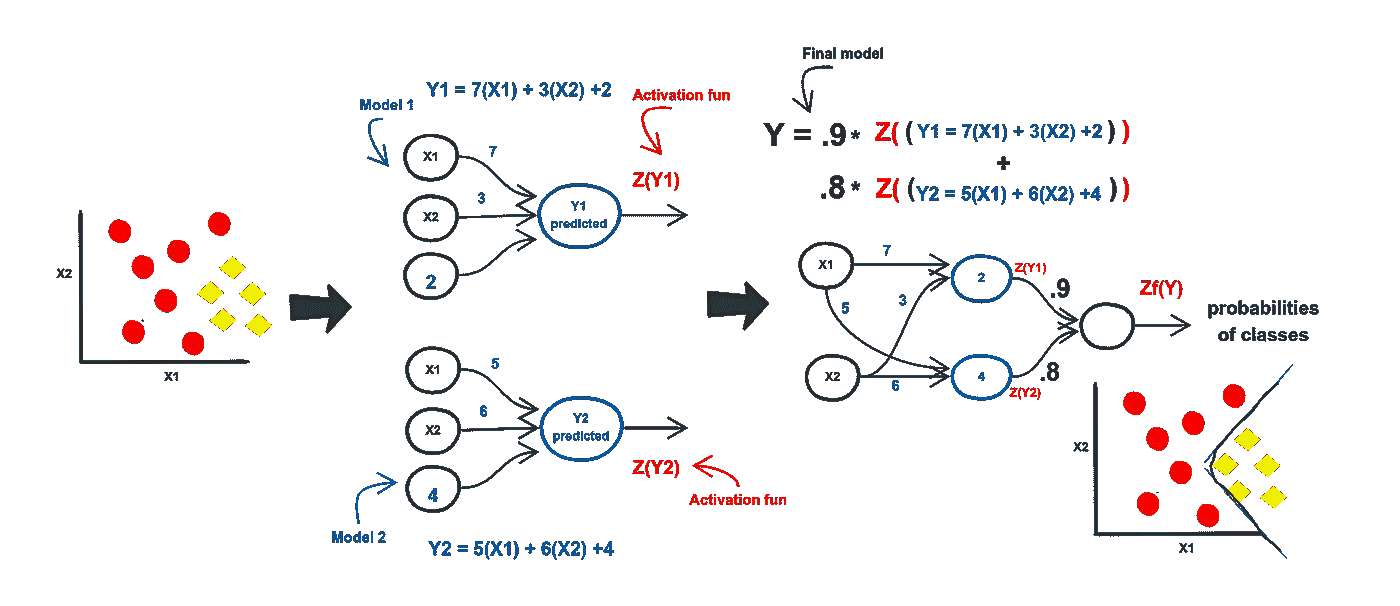 X2
X1
Model 1
Y1 = 7(X1) + 3(X2) +2
Activation fun
X1
7
X2
3
2
Y1
predicted
Z(Y1)
X1
5
X2
6
4
Y2
predicted
Z(Y2)
Activation fun
Model 2
Y2 = 5(X1) + 6(X2) +4
Final model
Y = .9* Z( ( Y1 = 7(X1) + 3(X2) +2 ) )
+
.8* Z( ( Y2 = 5(X1) + 6(X2) +4 ) )
X1
7
5
3
X2
6
2
Z(Y1)
4
Z(Y2)
.9
.8
Zf(Y)
probabilities
of classes
X2
X1